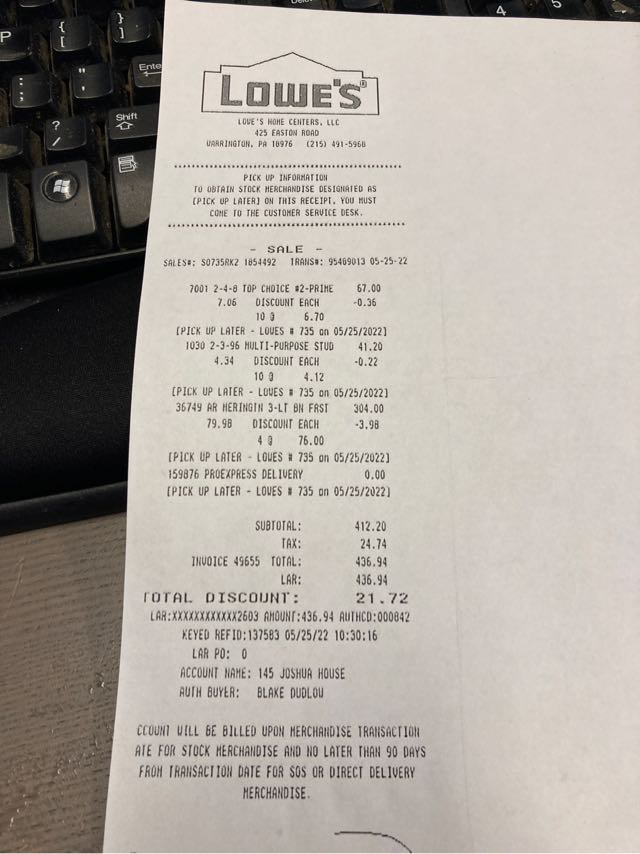 P
{
[
}
]
Enter
:
;
"
'
Shift
?
/
4
5
LOWE'S®
LOWE'S HOME CENTERS, LLC
425 EASTON ROAD
WARRINGTON, PA 18976 (215) 491-5968
PICK UP INFORMATION
TO OBTAIN STOCK MERCHANDISE DESIGNATED AS
[PICK UP LATER] ON THIS RECEIPT, YOU MUST
COME TO THE CUSTOMER SERVICE DESK.
- SALE -
SALES#: S0735RK2 1854492 TRANS#: 95469013 05-25-22
7001 2-4-8 TOP CHOICE #2-PRIME 67.00
7.06 DISCOUNT EACH -0.36
10 @ 6.70
[PICK UP LATER - LOWES # 735 on 05/25/2022]
1030 2-3-96 MULTI-PURPOSE STUD 41.20
4.34 DISCOUNT EACH -0.22
10 @ 4.12
[PICK UP LATER - LOWES # 735 on 05/25/2022]
36749 AR HERINGTN 3-LT BN FRST 304.00
79.98 DISCOUNT EACH -3.98
4 @ 76.00
[PICK UP LATER - LOWES # 735 on 05/25/2022]
159876 PROEXPRESS DELIVERY 0.00
[PICK UP LATER - LOWES # 735 on 05/25/2022]
SUBTOTAL: 412.20
TAX: 24.74
INVOICE 49655 TOTAL: 436.94
LAR: 436.94
TOTAL DISCOUNT: 21.72
LAR:XXXXXXXXXXXX2603 AMOUNT:436.94 AUTHCD:000842
KEYED REFID:137583 05/25/22 10:30:16
LAR PO: 0
ACCOUNT NAME: 145 JOSHUA HOUSE
AUTH BUYER: BLAKE DUDLOW
CCOUNT WILL BE BILLED UPON MERCHANDISE TRANSACTION
ATE FOR STOCK MERCHANDISE AND NO LATER THAN 90 DAYS
FROM TRANSACTION DATE FOR SOS OR DIRECT DELIVERY
MERCHANDISE.